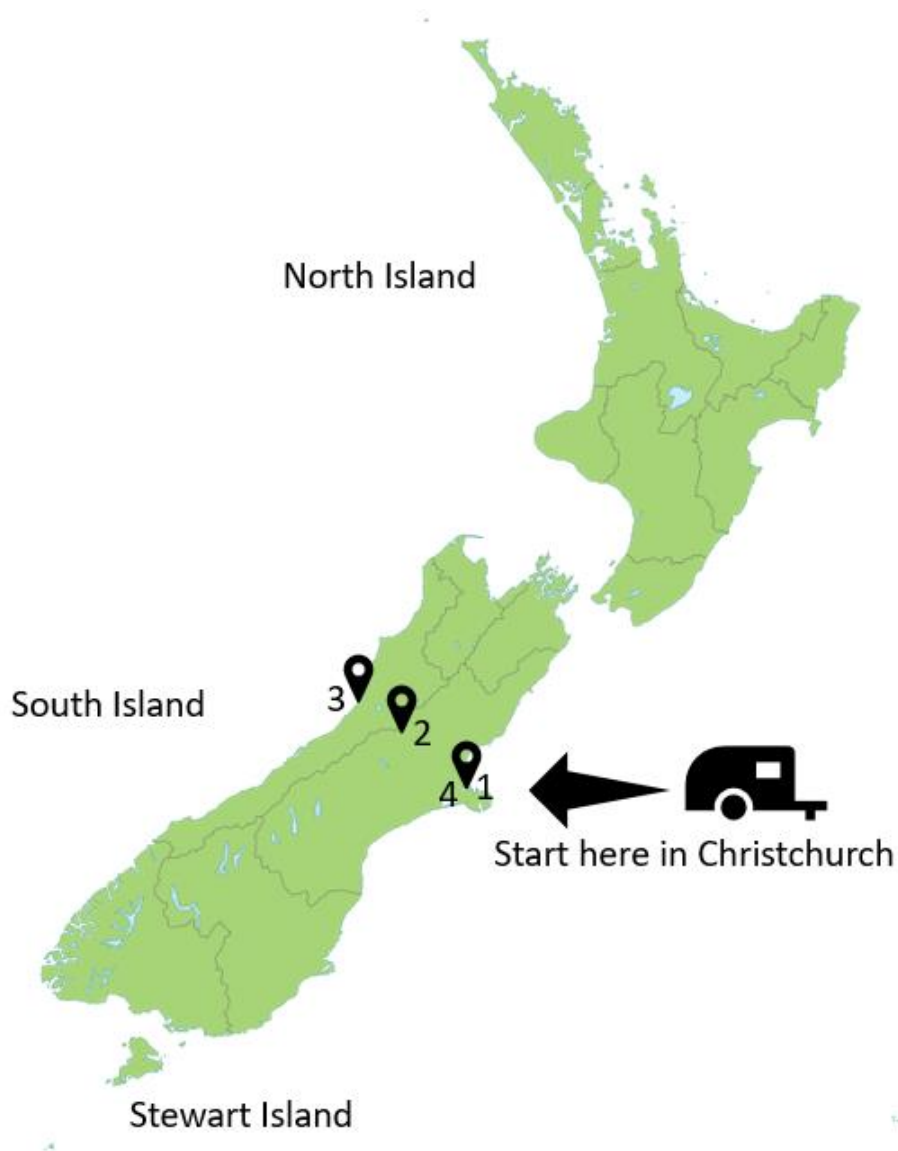 North Island
3
South Island
2
4 1
Start here in Christchurch
Stewart Island